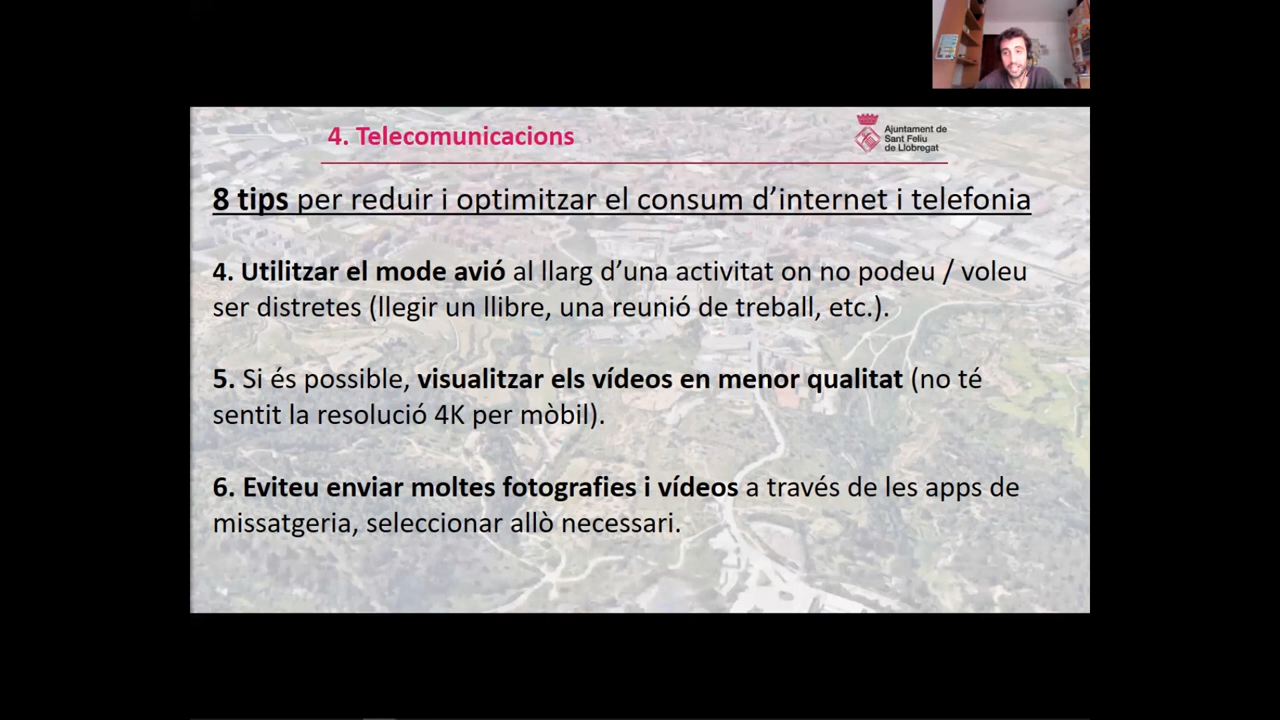 4. Telecomunicacions
Ajuntament de
Sant Feliu
de Llobregat
8 tips per reduir i optimitzar el consum d’internet i telefonia
4. Utilitzar el mode avió al llarg d’una activitat on no podeu / voleu
ser distretes (llegir un llibre, una reunió de treball, etc.).
5. Si és possible, visualitzar els vídeos en menor qualitat (no té
sentit la resolució 4K per mòbil).
6. Eviteu enviar moltes fotografies i vídeos a través de les apps de
missatgeria, seleccionar allò necessari.